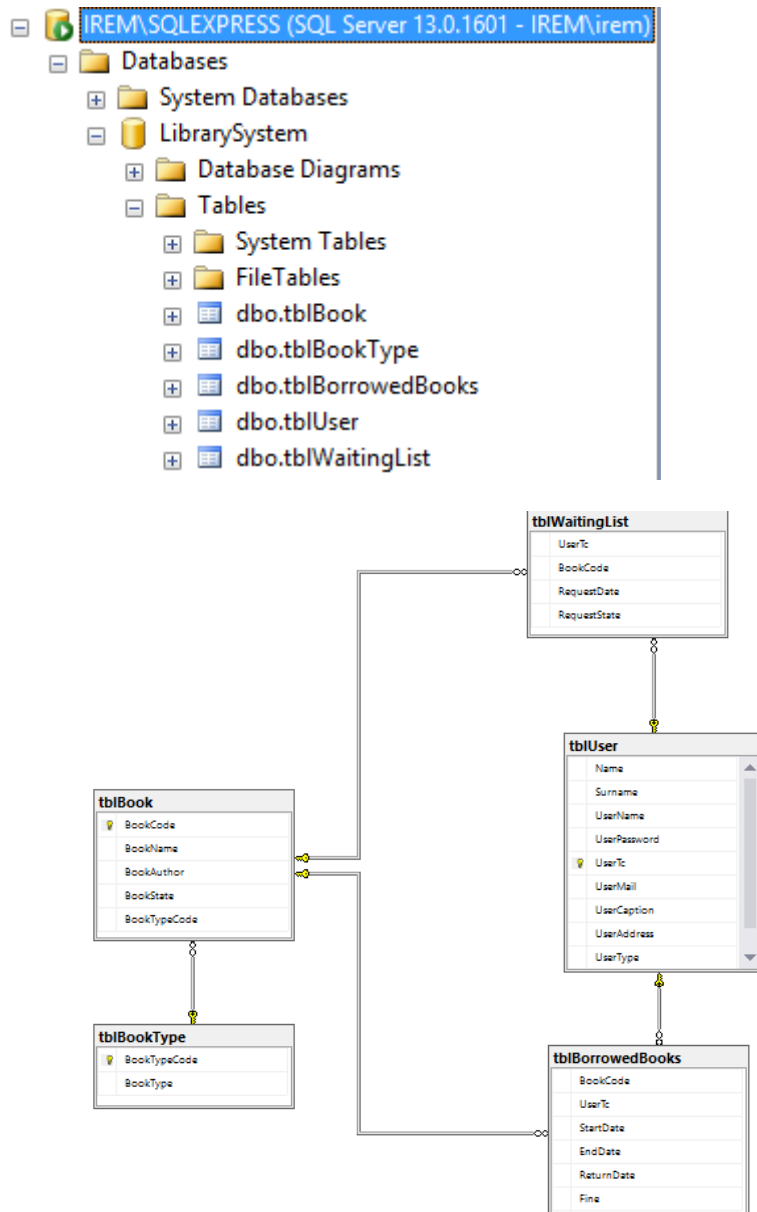 IREM\SQLEXPRESS (SQL Server 13.0.1601 - IREM\irem)
Databases
System Databases
LibrarySystem
Database Diagrams
Tables
System Tables
FileTables
dbo.tblBook
dbo.tblBookType
dbo.tblBorrowedBooks
dbo.tblUser
dbo.tblWaitingList
tblWaitingList
UserTc
BookCode
RequestDate
RequestState
tblUser
Name
Surname
UserName
UserPassword
UserTc
UserMail
UserCaption
UserAddress
UserType
tblBook
BookCode
BookName
BookAuthor
BookState
BookTypeCode
tblBookType
BookTypeCode
BookType
tblBorrowedBooks
BookCode
UserTc
StartDate
EndDate
ReturnDate
Fine